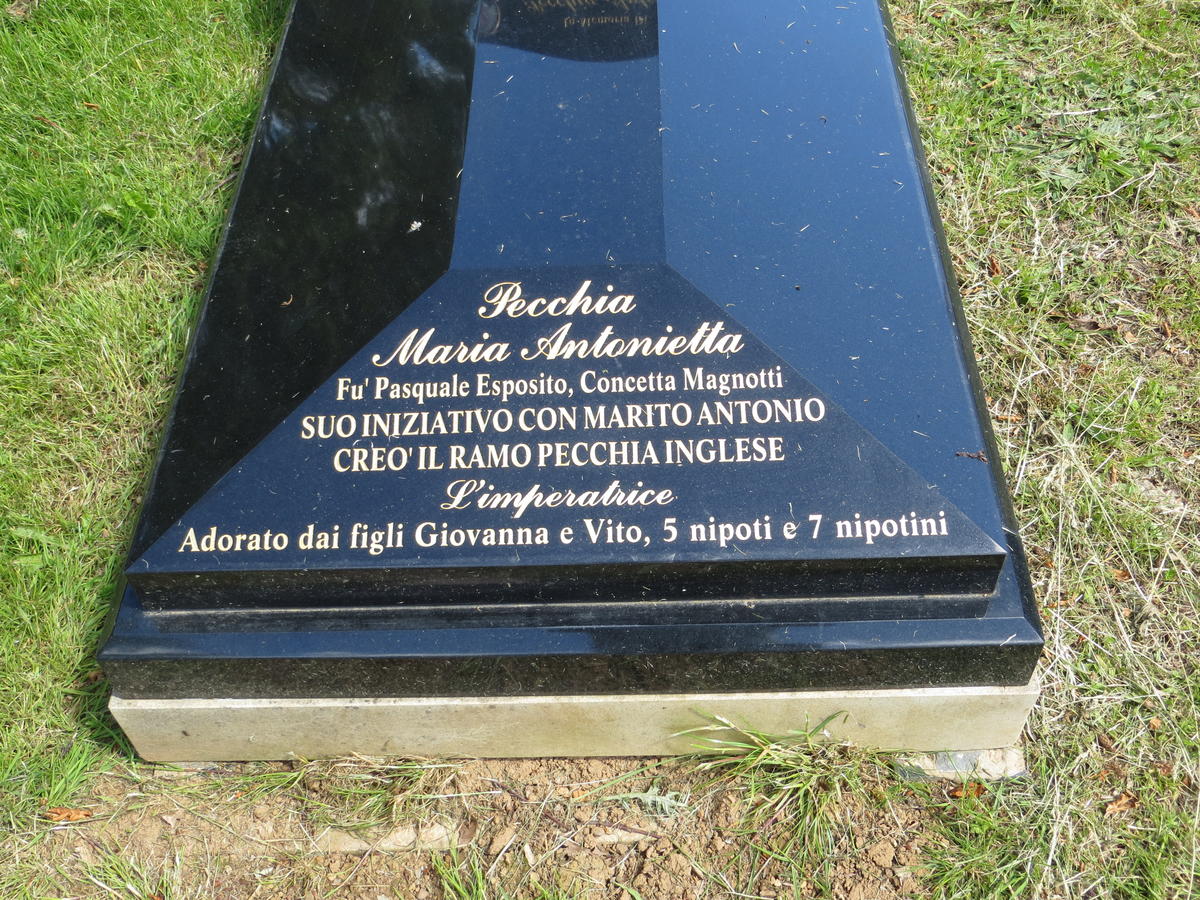 Pecchia
Maria Antonietta
Fu' Pasquale Esposito, Concetta Magnotti
SUO INIZIATIVO CON MARITO ANTONIO
CREO' IL RAMO PECCHIA INGLESE
L'imperatrice
Adorato dai figli Giovanna e Vito, 5 nipoti e 7 nipotini